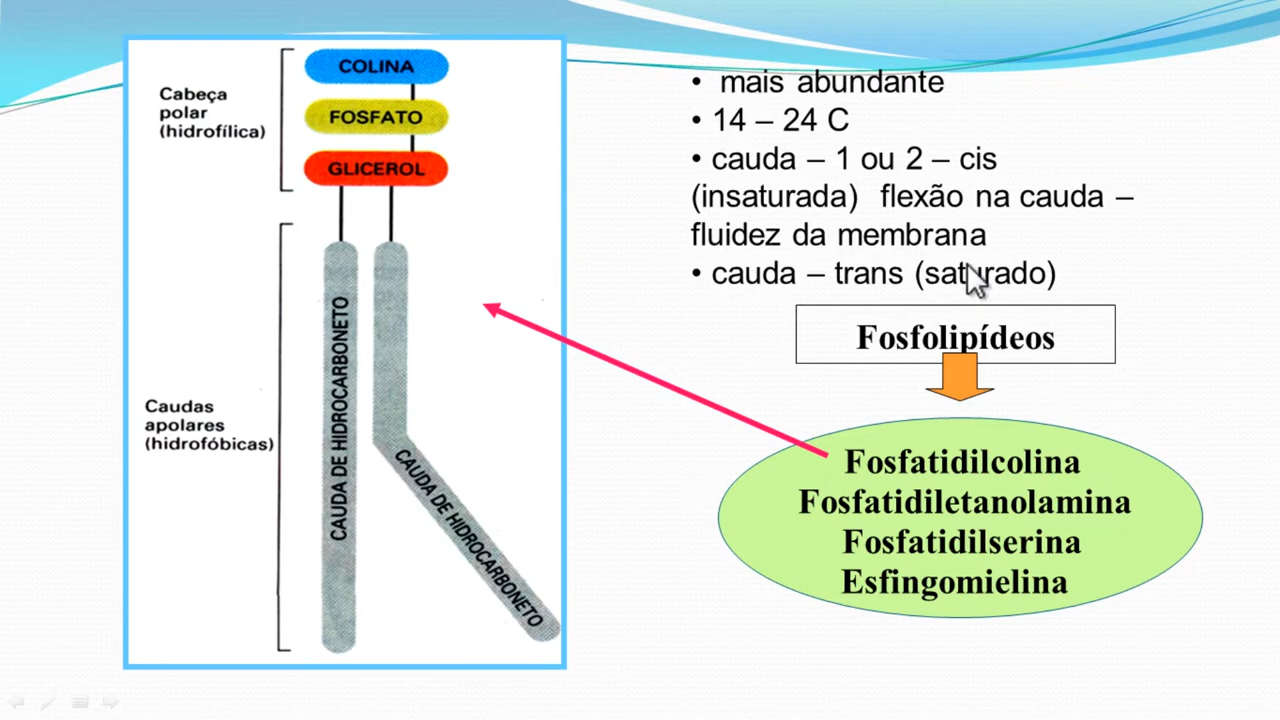 COLINA
Cabeça
polar
(hidrofílica)
FOSFATO
GLICEROL
Caudas
apolares
(hidrofóbicas)
CAUDA DE HIDROCARBONETO
CAUDA DE HIDROCARBONETO
• mais abundante
• 14 – 24 C
• cauda – 1 ou 2 – cis
(insaturada) flexão na cauda –
fluidez da membrana
• cauda – trans (saturado)
Fosfolipídeos
Fosfatidilcolina
Fosfatidiletanolamina
Fosfatidilserina
Esfingomielina